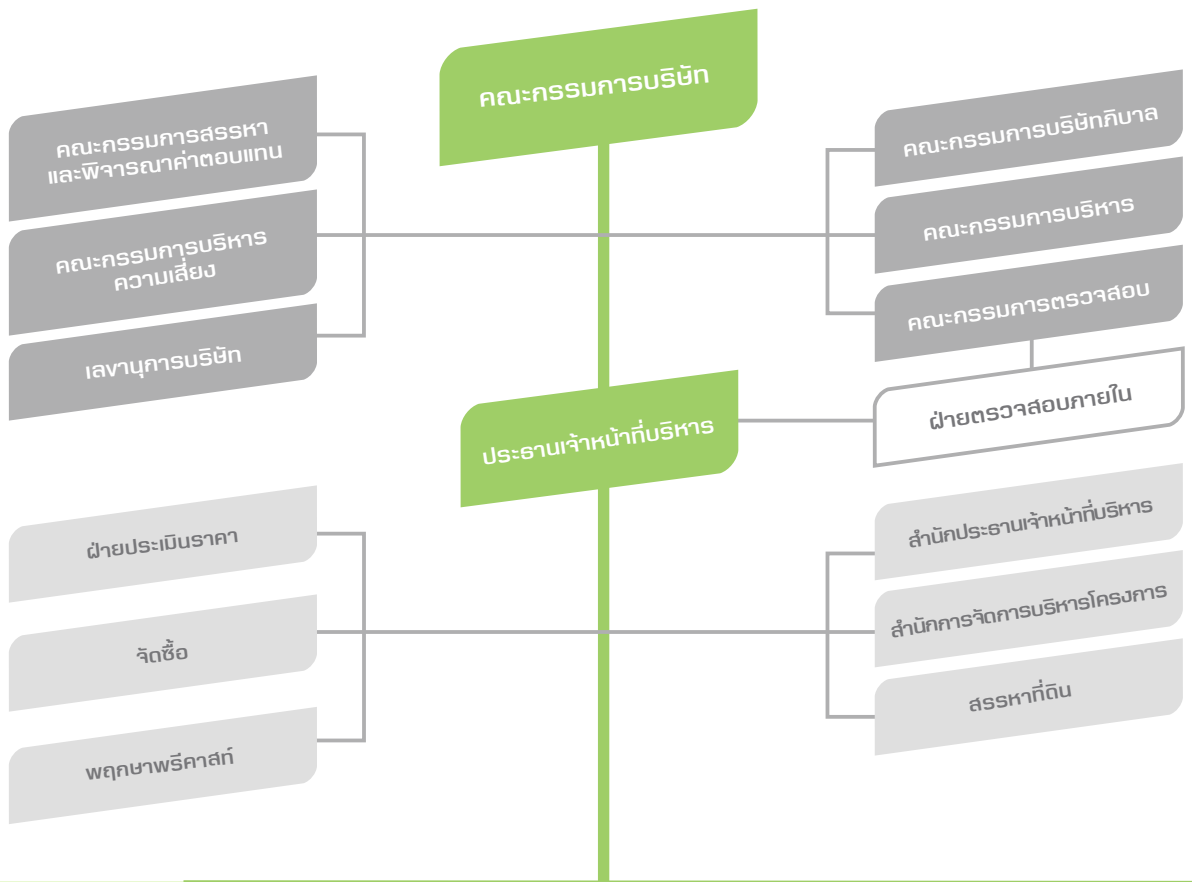 คณะกรรมการบริษัท
คณะกรรมการสรรหา
และพิจารณาค่าตอบแทน
คณะกรรมการบริหาร
ความเสี่ยง
เลขานุการบริษัท
คณะกรรมการบริษัทภิบาล
คณะกรรมการบริหาร
คณะกรรมการตรวจสอบ
ฝ่ายตรวจสอบภายใน
ประธานเจ้าหน้าที่บริหาร
ฝ่ายประเมินราคา
จัดซื้อ
พฤกษาพรีคาสท์
สำนักประธานเจ้าหน้าที่บริหาร
สำนักการจัดการบริหารโครงการ
สรรหาที่ดิน